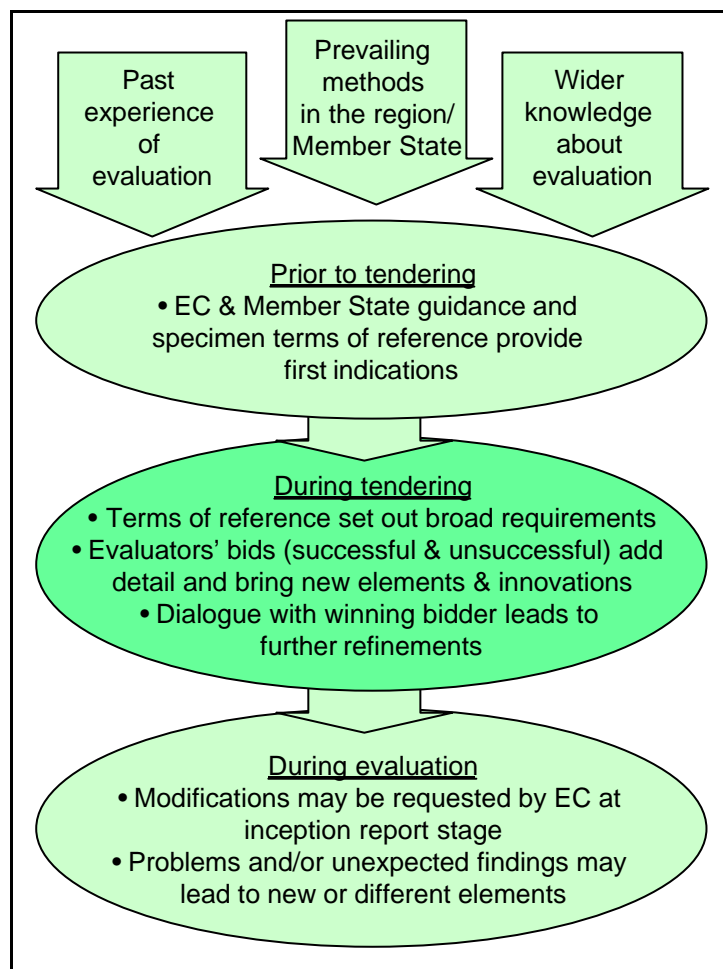 Past
experience
of
evaluation
Prevailing
methods
in the region/
Member State
Wider
knowledge
about
evaluation
Prior to tendering
• EC & Member State guidance and
specimen terms of reference provide
first indications
During tendering
• Terms of reference set out broad requirements
• Evaluators’ bids (successful & unsuccessful) add
detail and bring new elements & innovations
• Dialogue with winning bidder leads to
further refinements
During evaluation
• Modifications may be requested by EC at
inception report stage
• Problems and/or unexpected findings may
lead to new or different elements